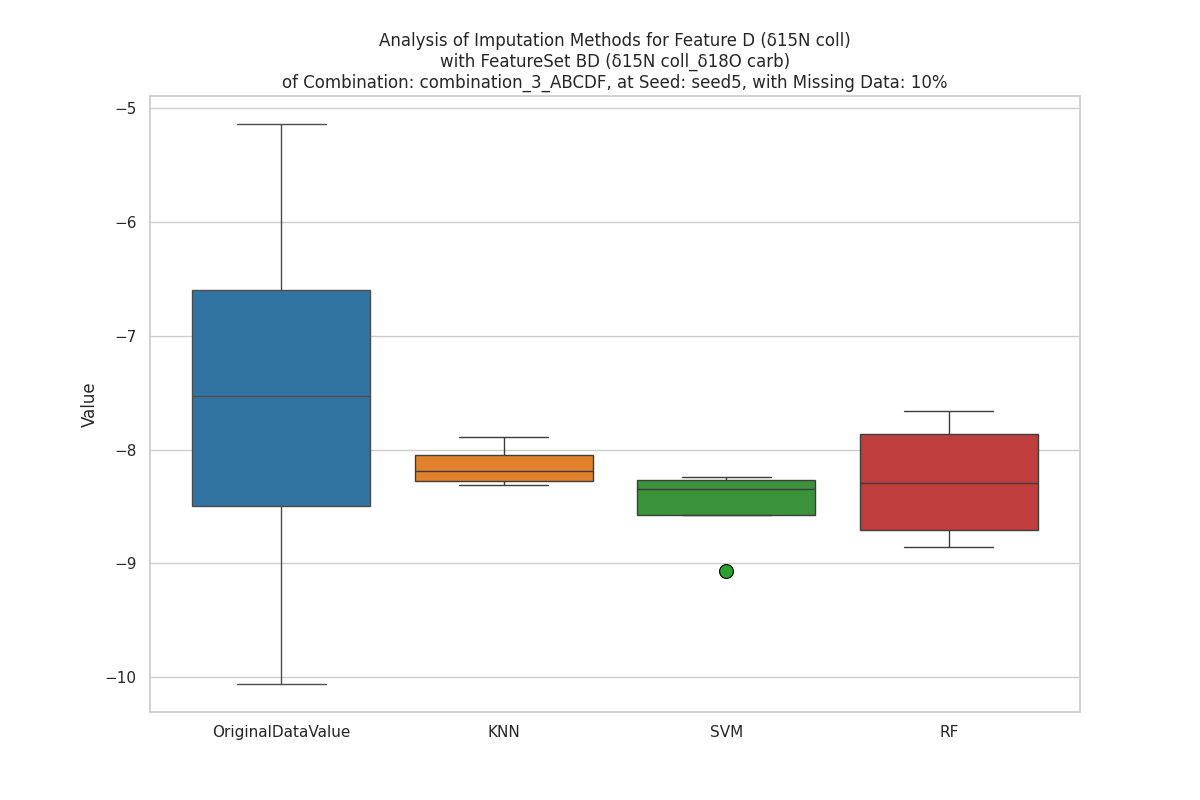 Analysis of Imputation Methods for Feature D (δ15N coll)
with FeatureSet BD (δ15N coll_δ18O carb)
of Combination: combination_3_ABCDF, at Seed: seed5, with Missing Data: 10%
−5
−6
−7
−8
−9
−10
Value
OriginalDataValue
KNN
SVM
RF